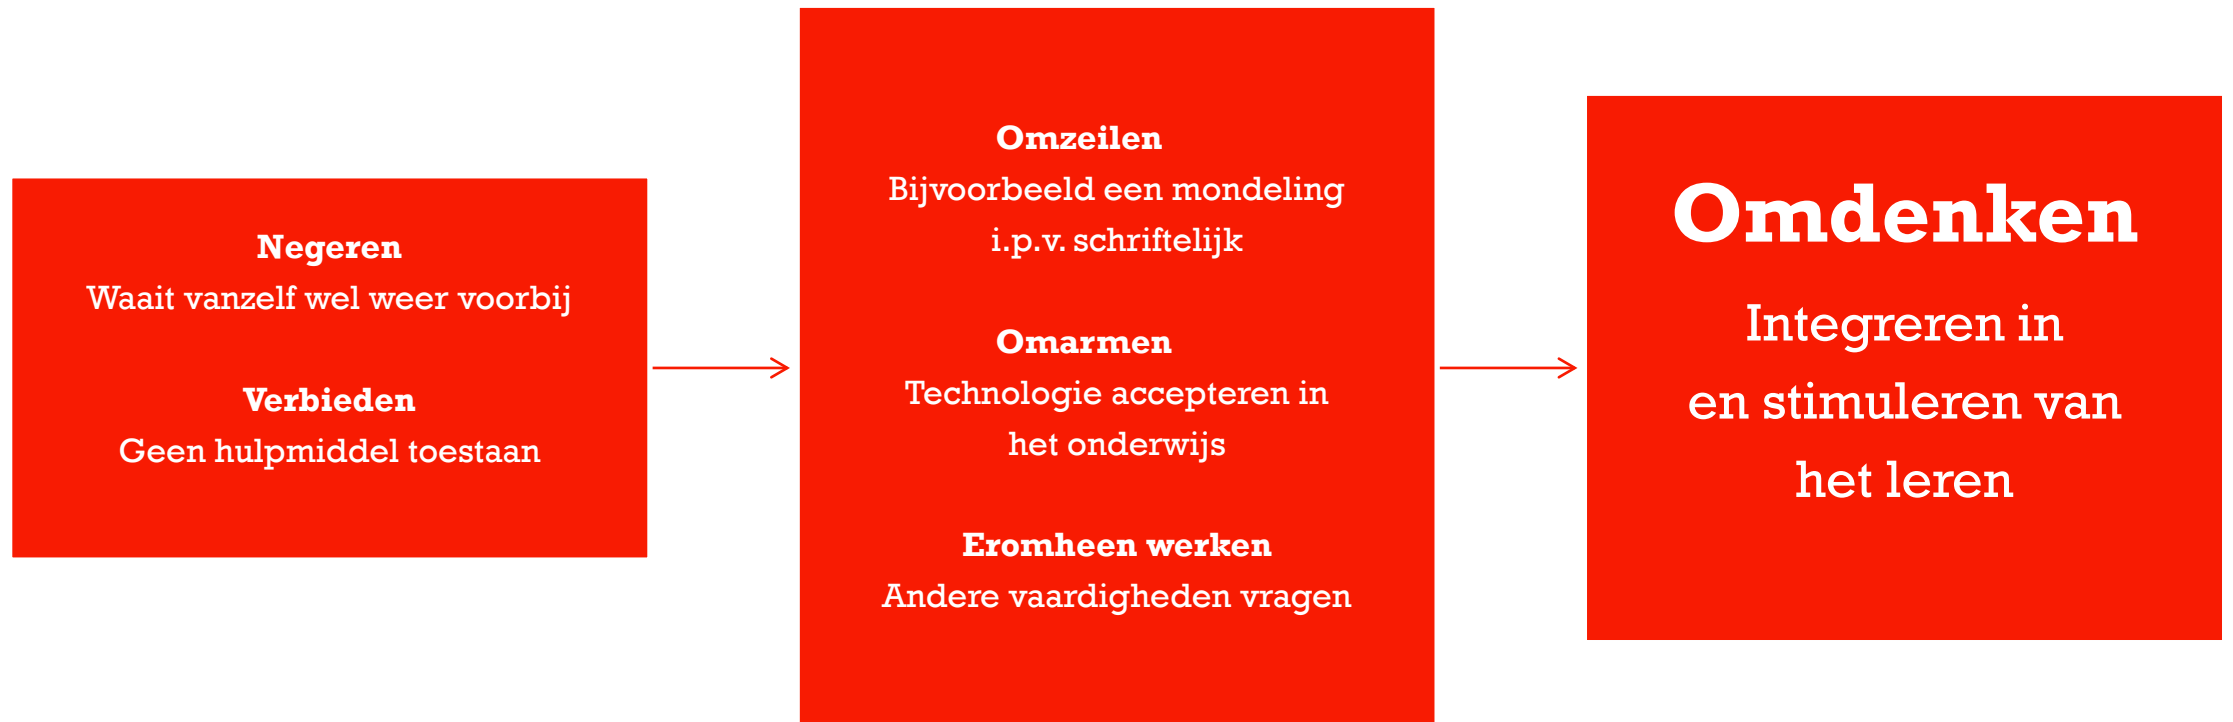 Negeren
Waait vanzelf wel weer voorbij
Verbieden
Geen hulpmiddel toestaan
Omzeilen
Bijvoorbeeld een mondeling
i.p.v. schriftelijk
Omarmen
Technologie accepteren in
het onderwijs
Eromheen werken
Andere vaardigheden vragen
Omdenken
Integreren in
en stimuleren van
het leren